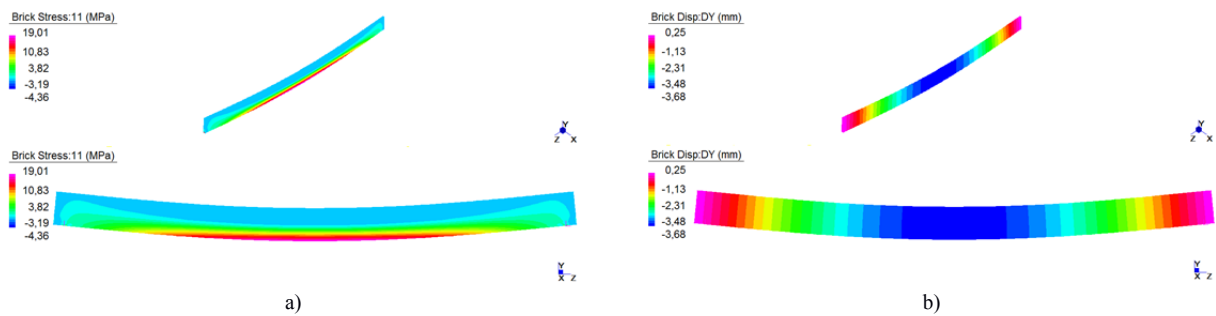 Brick Stress:11 (MPa)
19,01
10,83
3,82
-3,19
-4,36
Y
Z X
Brick Stress:11 (MPa)
19,01
10,83
3,82
-3,19
-4,36
Y
X Z
a)
Brick Disp:DY (mm)
0,25
-1,13
-2,31
-3,48
-3,68
Y
Z X
Brick Disp:DY (mm)
0,25
-1,13
-2,31
-3,48
-3,68
Y
X Z
b)